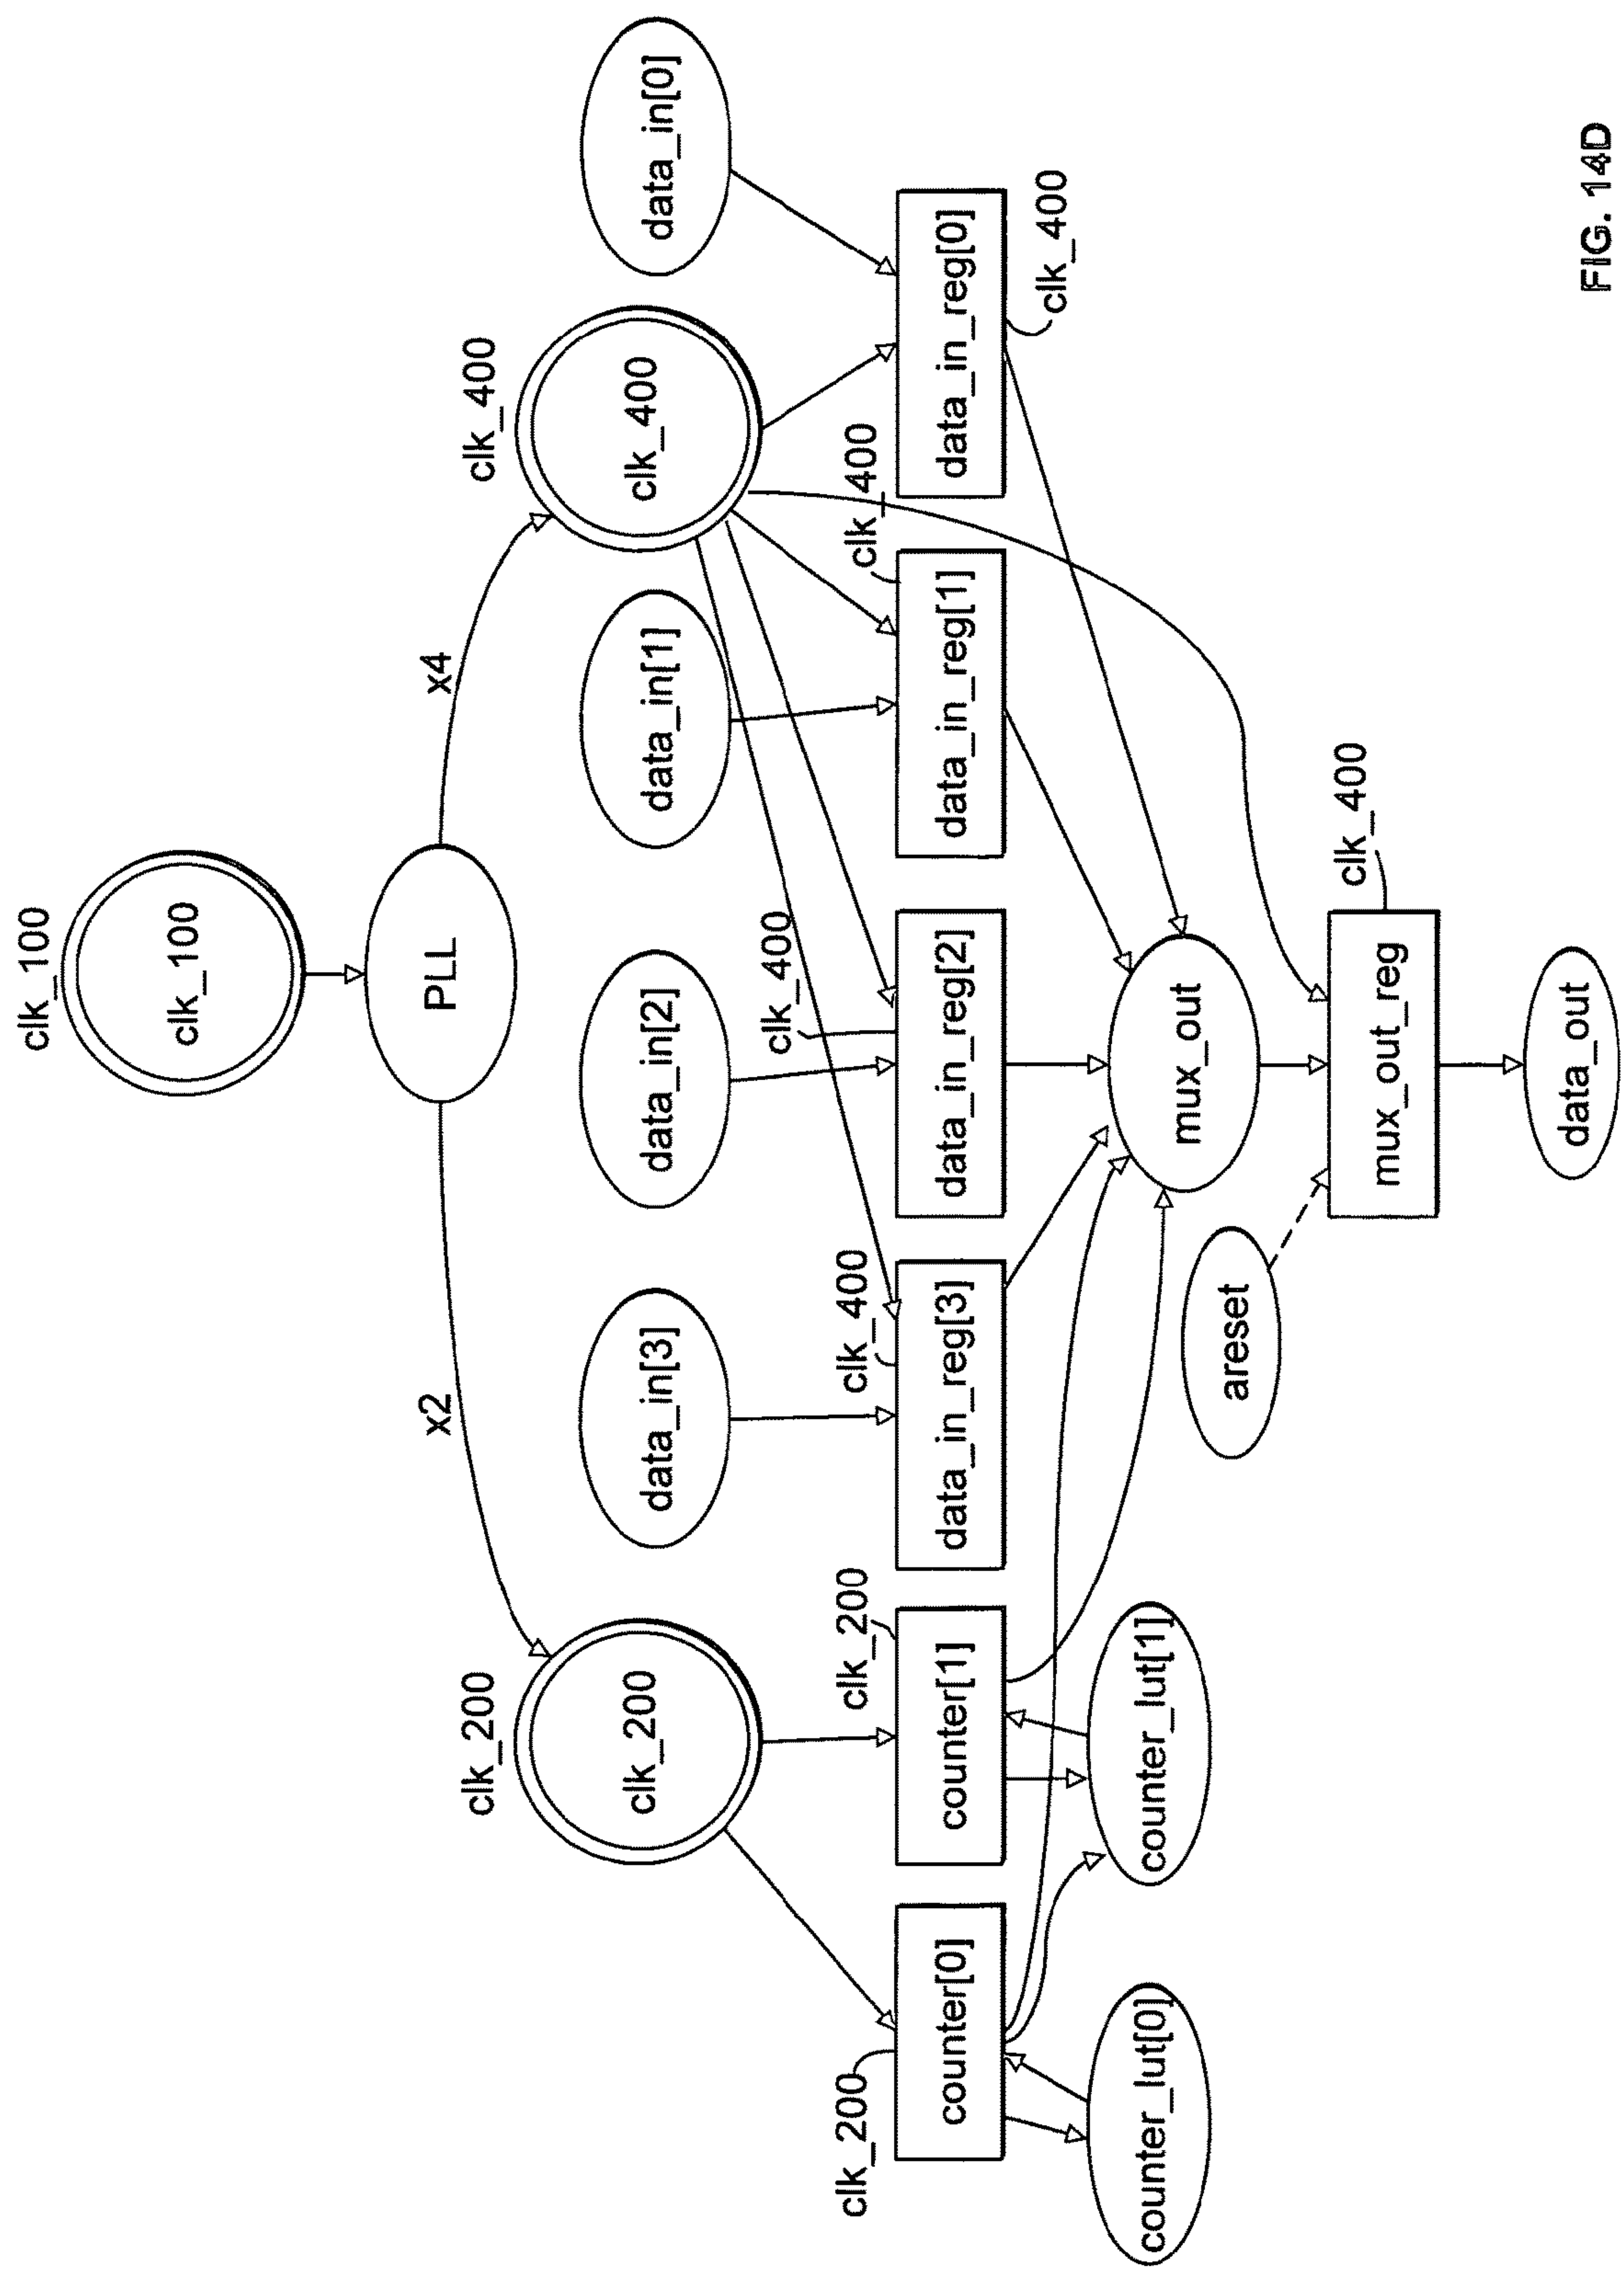 clk_100
clk_100
PLL
x2
x4
clk_200
clk_400
clk_200
clk_400
data_in[3]
data_in[2]
data_in[1]
data_in[0]
clk_200
clk_200
clk_400
clk_400
clk_400
counter[0]
counter[1]
data_in_reg[3]
data_in_reg[2]
data_in_reg[1]
data_in_reg[0]
clk_400
counter_lut[0]
counter_lut[1]
mux_out
areset
clk_400
mux_out_reg
data_out
FIG. 14D